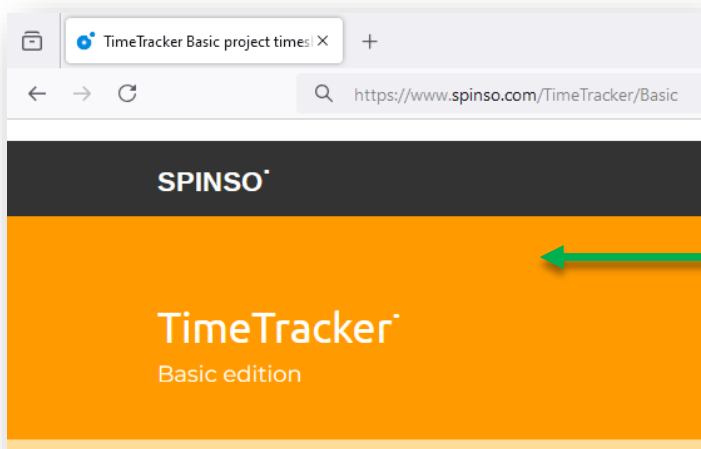 TimeTracker Basic project times
https://www.spinso.com/TimeTracker/Basic
SPINSO
TimeTracker
Basic edition